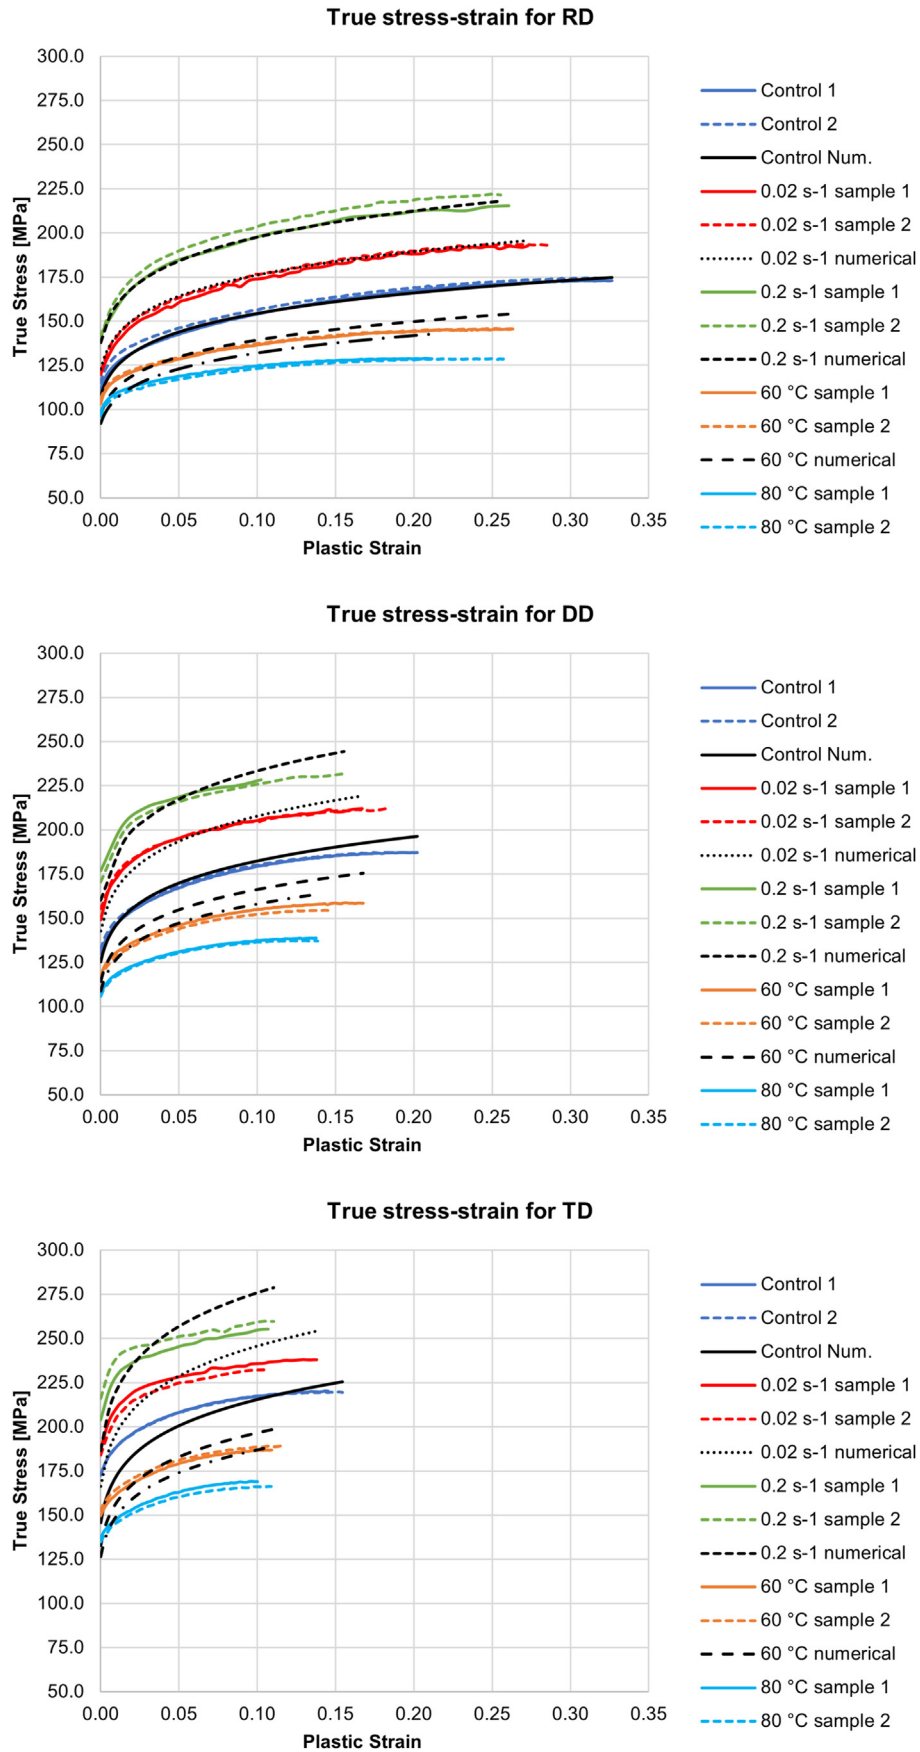 True stress-strain for RD
300.0
275.0
250.0
225.0
200.0
175.0
150.0
125.0
100.0
75.0
50.0
True Stress [MPa]
0.00 0.05 0.10 0.15 0.20 0.25 0.30 0.35
Plastic Strain
Control 1
Control 2
Control Num.
0.02 s-1 sample 1
0.02 s-1 sample 2
0.02 s-1 numerical
0.2 s-1 sample 1
0.2 s-1 sample 2
0.2 s-1 numerical
60 °C sample 1
60 °C sample 2
60 °C numerical
80 °C sample 1
80 °C sample 2
True stress-strain for DD
300.0
275.0
250.0
225.0
200.0
175.0
150.0
125.0
100.0
75.0
50.0
True Stress [MPa]
0.00 0.05 0.10 0.15 0.20 0.25 0.30 0.35
Plastic Strain
Control 1
Control 2
Control Num.
0.02 s-1 sample 1
0.02 s-1 sample 2
0.02 s-1 numerical
0.2 s-1 sample 1
0.2 s-1 sample 2
0.2 s-1 numerical
60 °C sample 1
60 °C sample 2
60 °C numerical
80 °C sample 1
80 °C sample 2
True stress-strain for TD
300.0
275.0
250.0
225.0
200.0
175.0
150.0
125.0
100.0
75.0
50.0
True Stress [MPa]
0.00 0.05 0.10 0.15 0.20 0.25 0.30 0.35
Plastic Strain
Control 1
Control 2
Control Num.
0.02 s-1 sample 1
0.02 s-1 sample 2
0.02 s-1 numerical
0.2 s-1 sample 1
0.2 s-1 sample 2
0.2 s-1 numerical
60 °C sample 1
60 °C sample 2
60 °C numerical
80 °C sample 1
80 °C sample 2